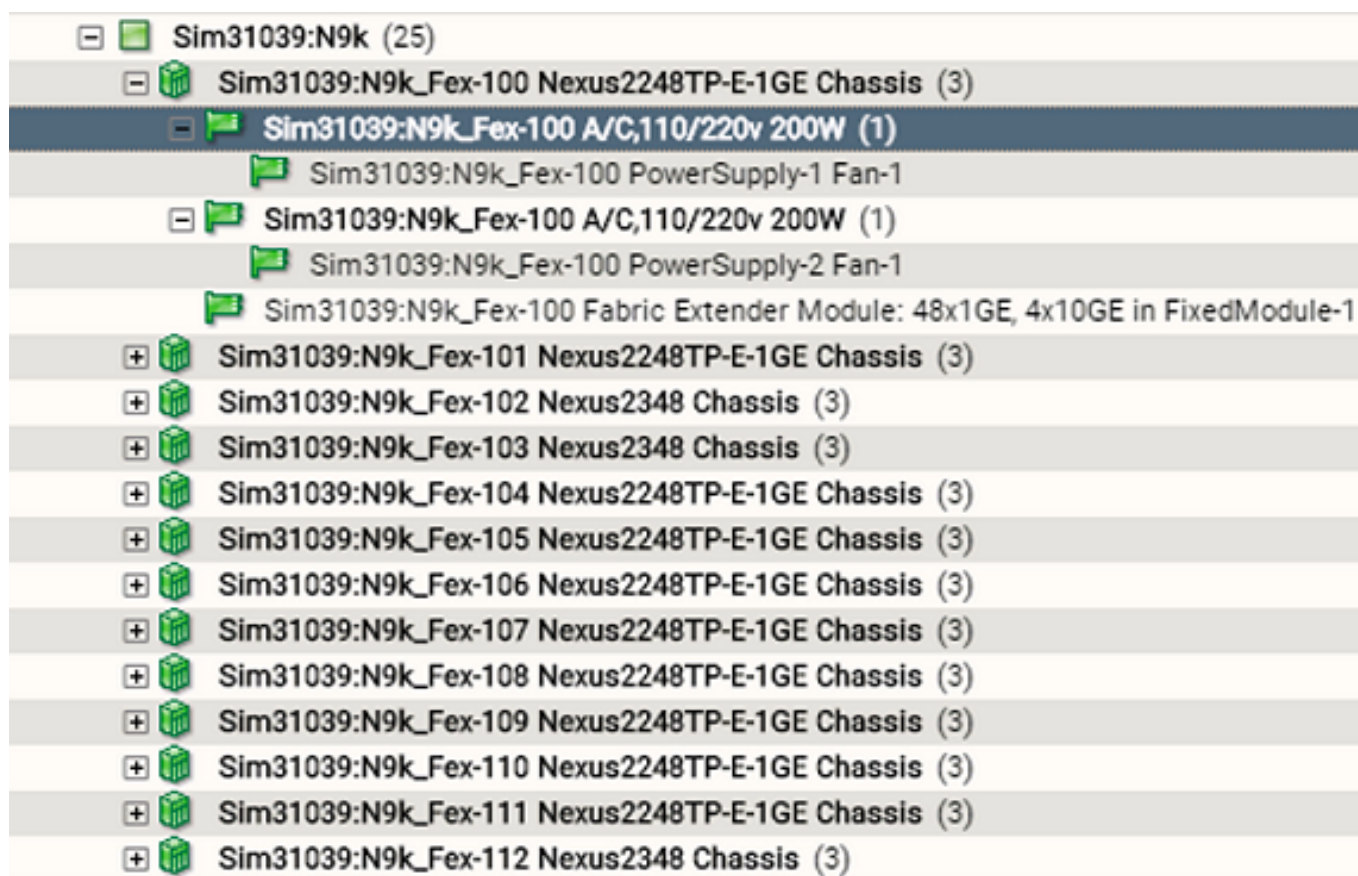 Sim31039:N9k (25)
Sim31039:N9k_Fex-100 Nexus2248TP-E-1GE Chassis (3)
Sim31039:N9k_Fex-100 A/C,110/220v 200W (1)
Sim31039:N9k_Fex-100 PowerSupply-1 Fan-1
Sim31039:N9k_Fex-100 A/C,110/220v 200W (1)
Sim31039:N9k_Fex-100 PowerSupply-2 Fan-1
Sim31039:N9k_Fex-100 Fabric Extender Module: 48x1GE, 4x10GE in FixedModule-1
Sim31039:N9k_Fex-101 Nexus2248TP-E-1GE Chassis (3)
Sim31039:N9k_Fex-102 Nexus2348 Chassis (3)
Sim31039:N9k_Fex-103 Nexus2348 Chassis (3)
Sim31039:N9k_Fex-104 Nexus2248TP-E-1GE Chassis (3)
Sim31039:N9k_Fex-105 Nexus2248TP-E-1GE Chassis (3)
Sim31039:N9k_Fex-106 Nexus2248TP-E-1GE Chassis (3)
Sim31039:N9k_Fex-107 Nexus2248TP-E-1GE Chassis (3)
Sim31039:N9k_Fex-108 Nexus2248TP-E-1GE Chassis (3)
Sim31039:N9k_Fex-109 Nexus2248TP-E-1GE Chassis (3)
Sim31039:N9k_Fex-110 Nexus2248TP-E-1GE Chassis (3)
Sim31039:N9k_Fex-111 Nexus2248TP-E-1GE Chassis (3)
Sim31039:N9k_Fex-112 Nexus2348 Chassis (3)